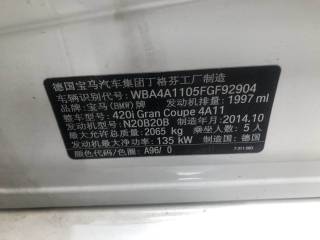 德国宝马汽车集团丁格芬工厂制造
车辆识别代号: WBA4A1105FGF92904
品牌: 宝马(BMW)牌 发动机排量: 1997 ml
型号: 420i Gran Coupe 4A11
发动机型号: N20B20B 制造年月: 2014.10
最大允许总质量: 2065 kg 乘坐人数: 5人
发动机最大净功率: 135 kW 制造国: 德国
颜色代码/色漆: A96/ 0